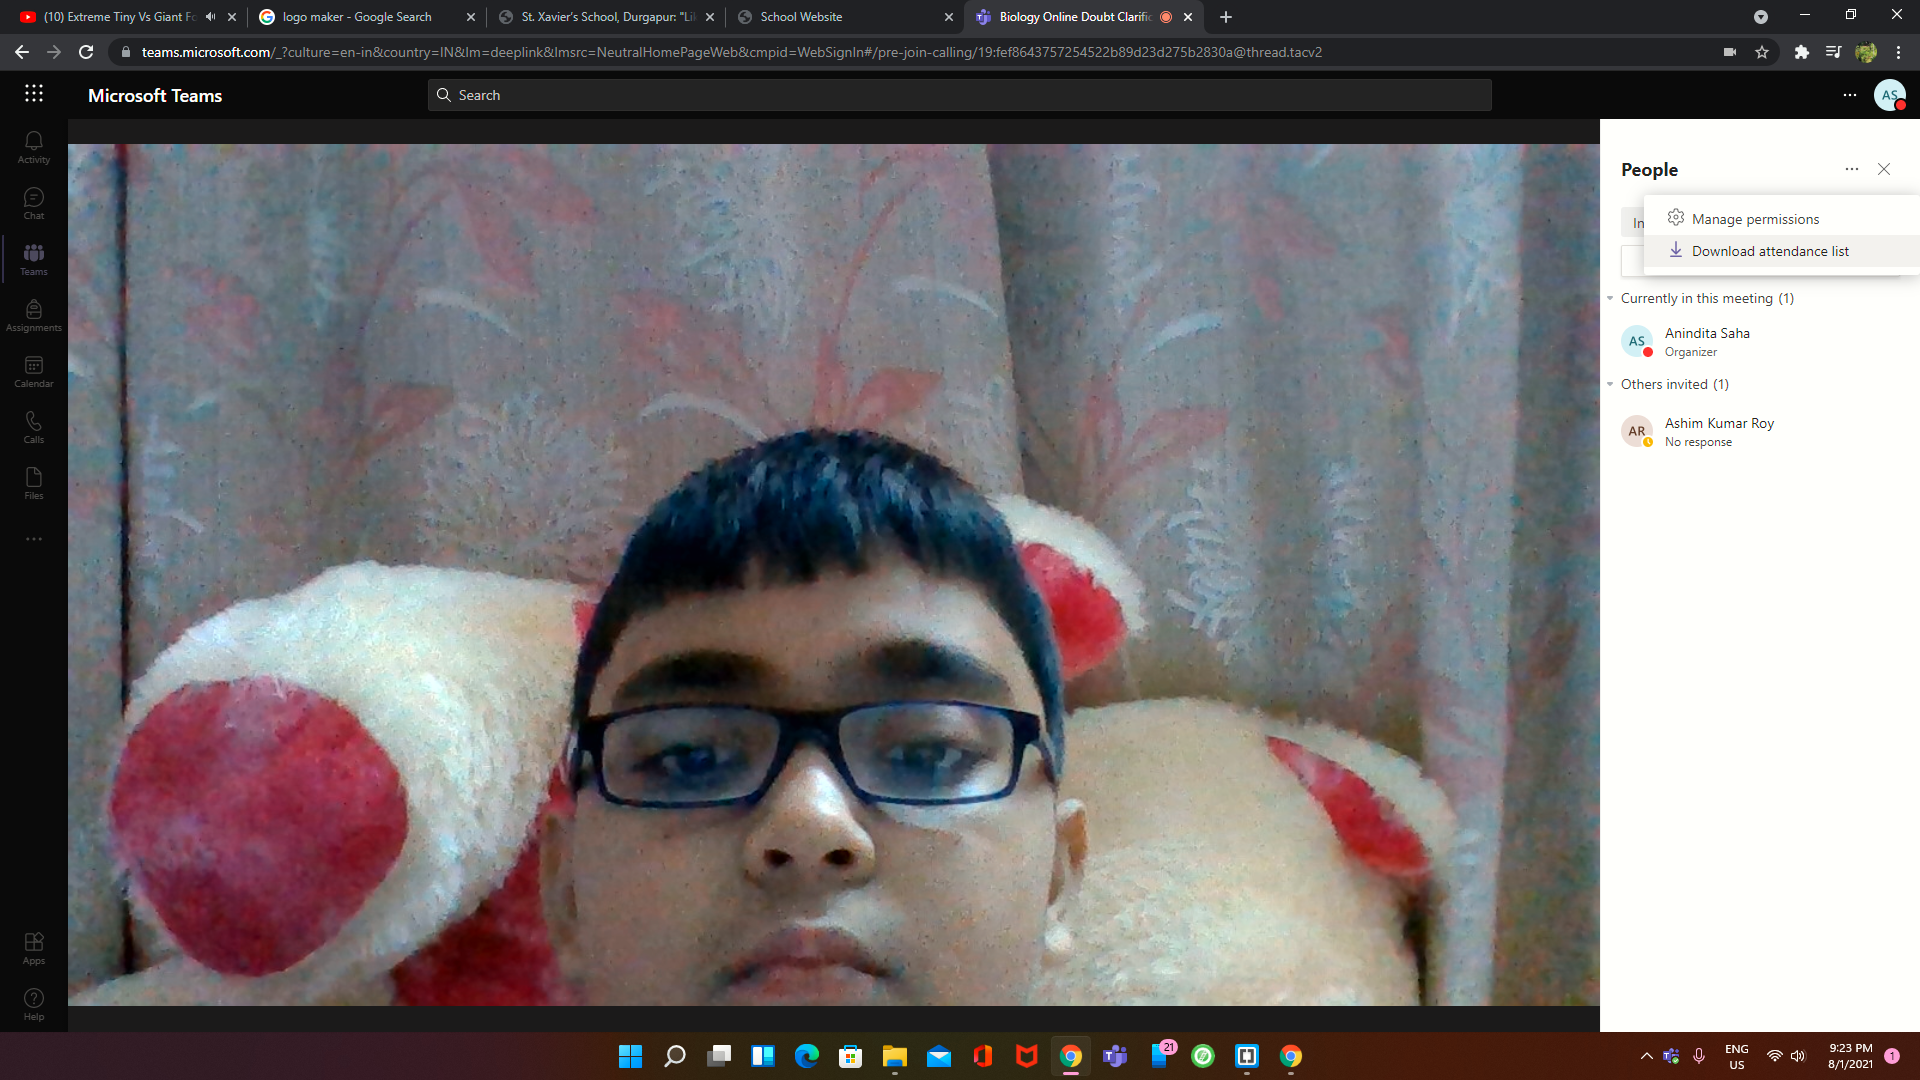 (10) Extreme Tiny Vs Giant Fo
logo maker - Google Search
St. Xavier's School, Durgapur: "Lik
School Website
Biology Online Doubt Clarific
teams.microsoft.com/_?culture=en-in&country=IN&lm=deeplink&lmsrc=NeutralHomePageWeb&cmpid=WebSignIn#/pre-join-calling/19:fef8643757254522b89d23d275b2830a@thread.tacv2
Microsoft Teams
Search
AS
Activity
Chat
Teams
Assignments
Calendar
Calls
Files
Apps
Help
People
In
Manage permissions
Download attendance list
Currently in this meeting (1)
AS
Anindita Saha
Organizer
Others invited (1)
AR
Ashim Kumar Roy
No response
21
ENG
US
9:23 PM
8/1/2021
1